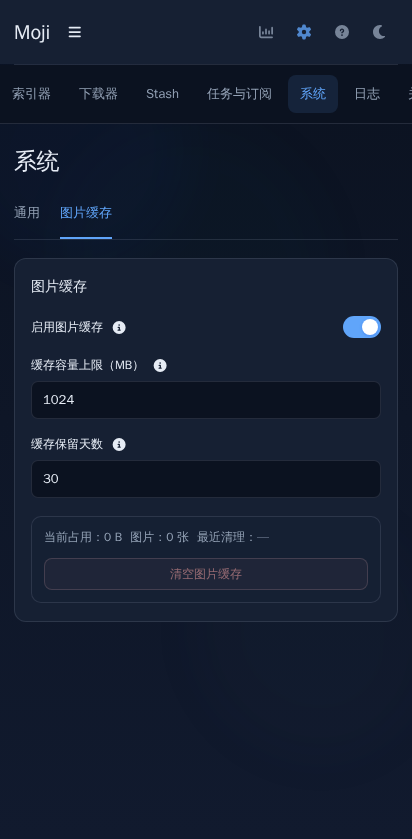 Moji
索引器 下载器 Stash 任务与订阅 系统 日志
系统
通用 图片缓存
图片缓存
启用图片缓存
缓存容量上限（MB）
1024
缓存保留天数
30
当前占用：0 B 图片：0 张 最近清理：—
清空图片缓存